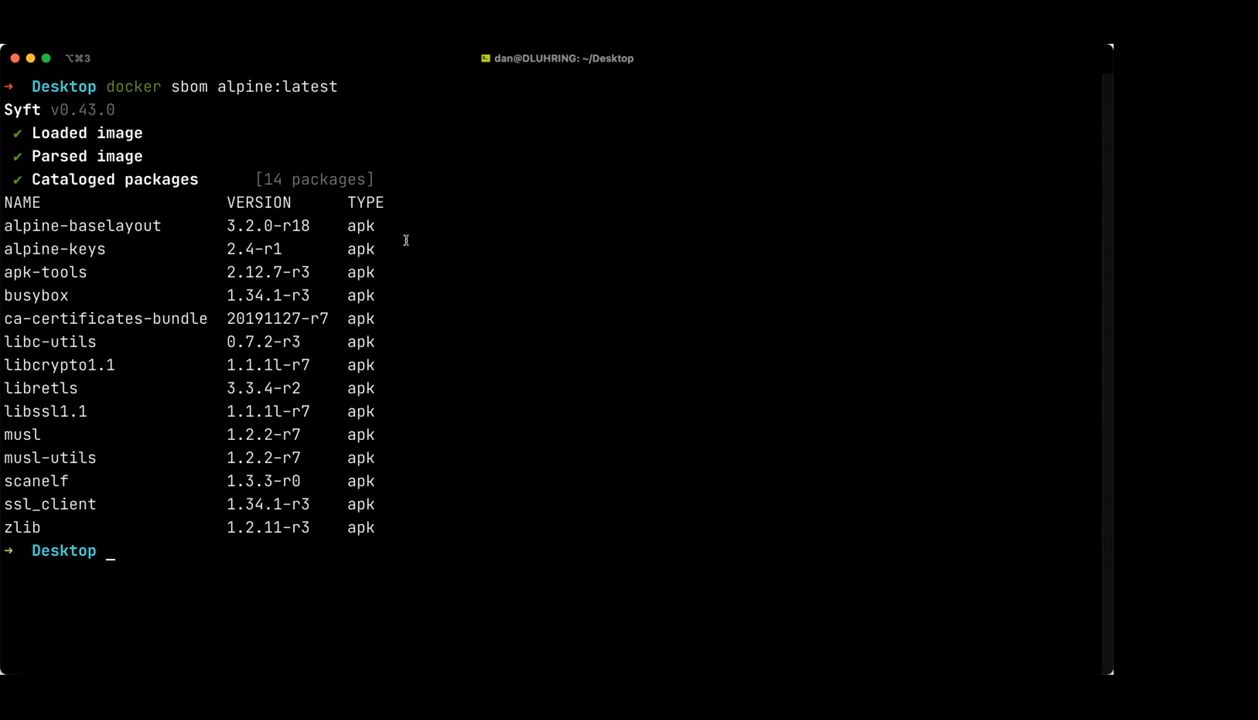 ⌥⌘3 dan@DLUHRING: ~/Desktop
→ Desktop docker sbom alpine:latest
Syft v0.43.0
✔ Loaded image
✔ Parsed image
✔ Cataloged packages [14 packages]
NAME VERSION TYPE
alpine-baselayout 3.2.0-r18 apk
alpine-keys 2.4-r1 apk
apk-tools 2.12.7-r3 apk
busybox 1.34.1-r3 apk
ca-certificates-bundle 20191127-r7 apk
libc-utils 0.7.2-r3 apk
libcrypto1.1 1.1.1l-r7 apk
libretls 3.3.4-r2 apk
libssl1.1 1.1.1l-r7 apk
musl 1.2.2-r7 apk
musl-utils 1.2.2-r7 apk
scanelf 1.3.3-r0 apk
ssl_client 1.34.1-r3 apk
zlib 1.2.11-r3 apk
→ Desktop _